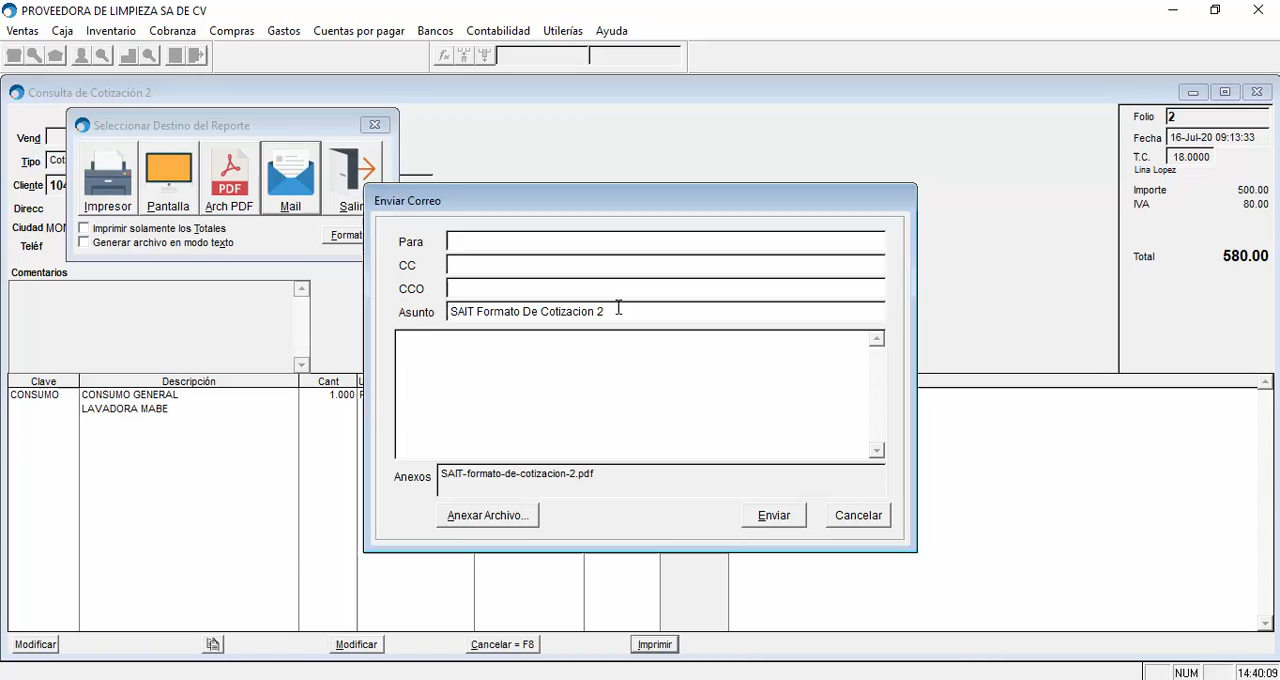 PROVEEDORA DE LIMPIEZA SA DE CV
Ventas Caja Inventario Cobranza Compras Gastos Cuentas por pagar Bancos Contabilidad Utilerías Ayuda
Consulta de Cotización 2
Seleccionar Destino del Reporte
Impresor Pantalla Arch PDF Mail Salir
PDF
Imprimir solamente los Totales
Generar archivo en modo texto
Vend
Tipo
Cliente 104
Direcc
Ciudad
Teléf
Comentarios
Folio 2
Fecha 16-Jul-20 09:13:33
T.C. 18.0000
Lina Lopez
Importe 500.00
IVA 80.00
Total 580.00
Enviar Correo
Para
CC
CCO
Asunto SAIT Formato De Cotizacion 2
Anexos SAIT-formato-de-cotizacion-2.pdf
Anexar Archivo... Enviar Cancelar
Clave Descripción Cant
CONSUMO CONSUMO GENERAL 1.000
LAVADORA MABE
Modificar Modificar Cancelar = F8 Imprimir
NUM 14:40:09